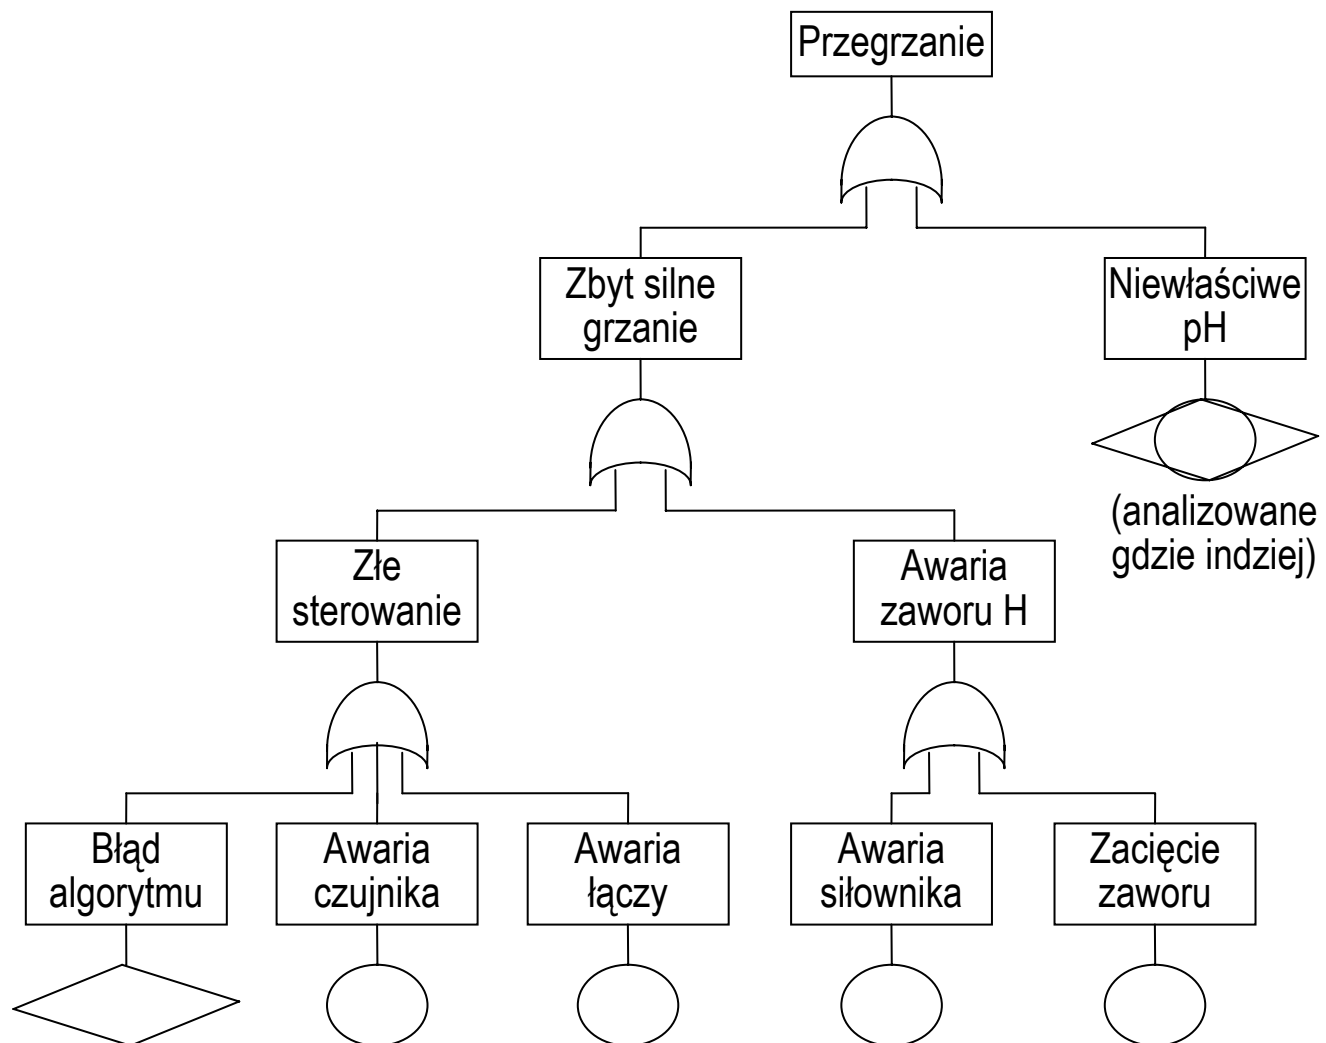 Przegrzanie
Zbyt silne
grzanie
Niewłaściwe
pH
(analizowane
gdzie indziej)
Złe
sterowanie
Awaria
zaworu H
Błąd
algorytmu
Awaria
czujnika
Awaria
łączy
Awaria
siłownika
Zacięcie
zaworu